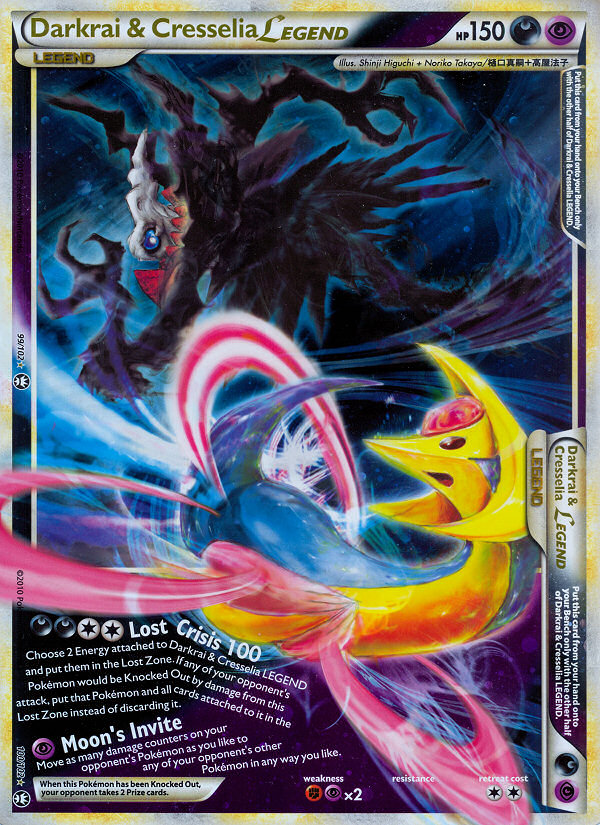 Darkrai & Cresselia LEGEND HP150
LEGEND
Illus. Shinji Higuchi + Noriko Takaya/樋口真嗣+高屋法子
Put this card from your hand onto your Bench only
with the other half of Darkrai & Cresselia LEGEND.
99/102
Darkrai &
Cresselia LEGEND
LEGEND
Put this card from your hand onto
your Bench only with the other half
of Darkrai & Cresselia LEGEND.
©2010
Lost Crisis 100
Choose 2 Energy attached to Darkrai & Cresselia LEGEND
and put them in the Lost Zone. If any of your opponent's
Pokémon would be Knocked Out by damage from this
attack, put that Pokémon and all cards attached to it in the
Lost Zone instead of discarding it.
Moon's Invite
Move as many damage counters on your
opponent's Pokémon as you like to
any of your opponent's other
Pokémon in any way you like.
100/102
When this Pokémon has been Knocked Out,
your opponent takes 2 Prize cards.
weakness resistance retreat cost
×2